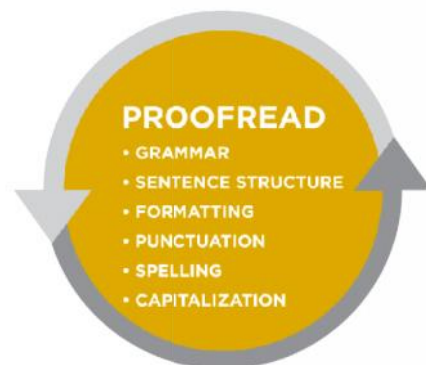 PROOFREAD
• GRAMMAR
• SENTENCE STRUCTURE
• FORMATTING
• PUNCTUATION
• SPELLING
• CAPITALIZATION